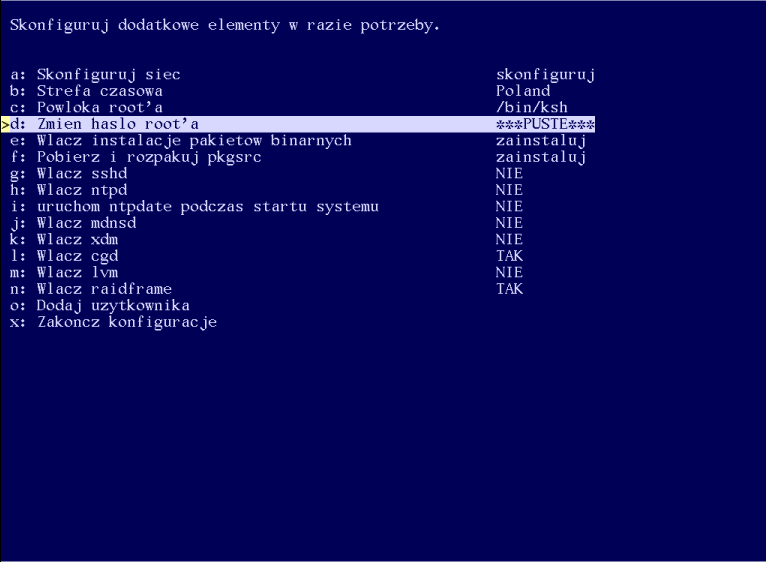 Skonfiguruj dodatkowe elementy w razie potrzeby.
a: Skonfiguruj siec skonfiguruj
b: Strefa czasowa Poland
c: Powloka root'a /bin/ksh
>d: Zmien haslo root'a ***PUSTE***
e: Wlacz instalacje pakietow binarnych zainstaluj
f: Pobierz i rozpakuj pkgsrc zainstaluj
g: Wlacz sshd NIE
h: Wlacz ntpd NIE
i: uruchom ntpdate podczas startu systemu NIE
j: Wlacz mdnsd NIE
k: Wlacz xdm NIE
l: Wlacz cgd TAK
m: Wlacz lvm NIE
n: Wlacz raidframe TAK
o: Dodaj uzytkownika
x: Zakoncz konfiguracje